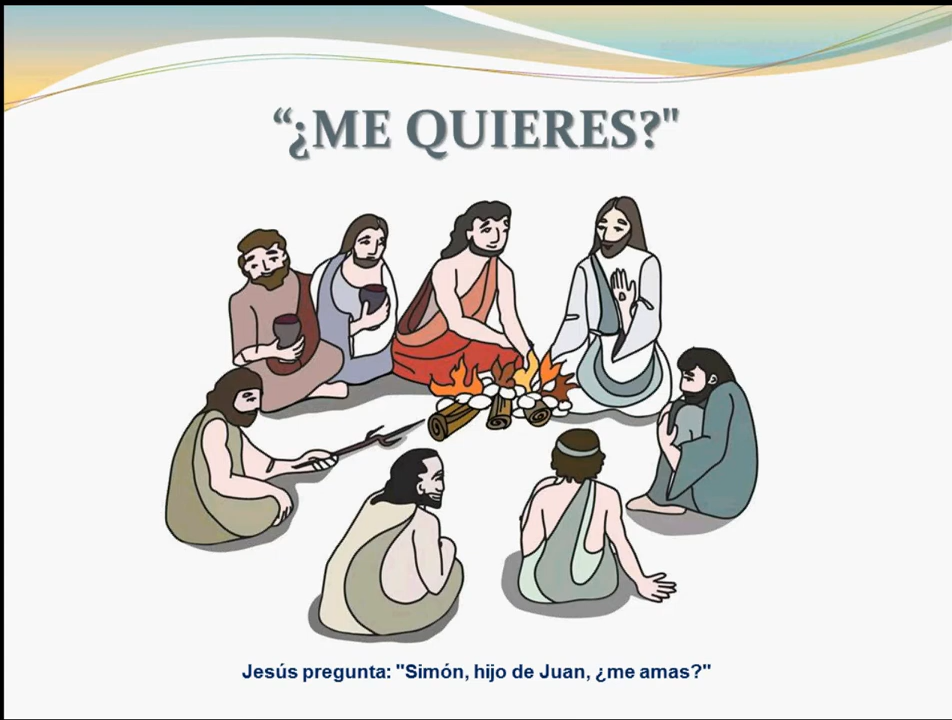 “¿ME QUIERES?"
Jesús pregunta: "Simón, hijo de Juan, ¿me amas?"